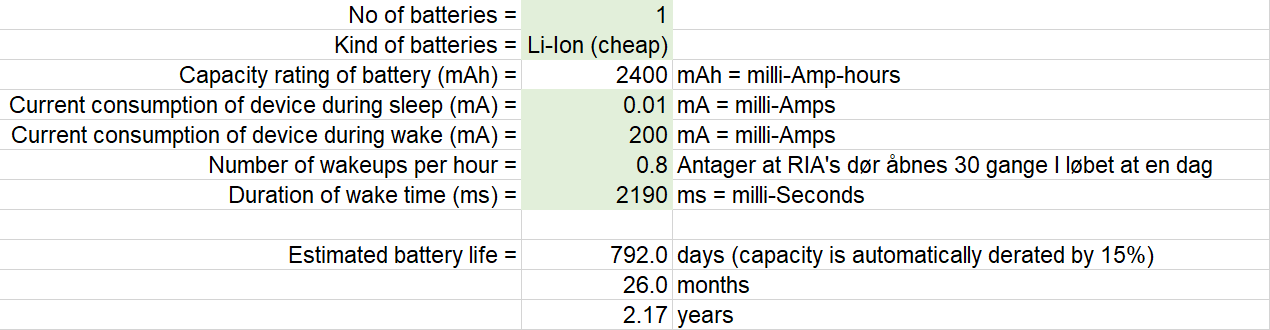 No of batteries = 1
Kind of batteries = Li-Ion (cheap)
Capacity rating of battery (mAh) = 2400 mAh = milli-Amp-hours
Current consumption of device during sleep (mA) = 0.01 mA = milli-Amps
Current consumption of device during wake (mA) = 200 mA = milli-Amps
Number of wakeups per hour = 0.8 Antager at RIA's dør åbnes 30 gange I løbet at en dag
Duration of wake time (ms) = 2190 ms = milli-Seconds
Estimated battery life = 792.0 days (capacity is automatically derated by 15%)
26.0 months
2.17 years